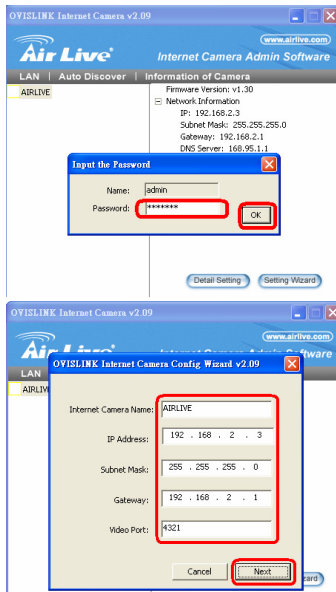 OVISLINK Internet Camera v2.09
www.airlive.com
Air Live
Internet Camera Admin Software
LAN | Auto Discover | Information of Camera
AIRLIVE
Firmware Version: v1.30
Network Information
IP: 192.168.2.3
Subnet Mask: 255.255.255.0
Gateway: 192.168.2.1
DNS Server: 168.95.1.1
Input the Password
Name: admin
Password: *******
OK
Detail Setting
Setting Wizard
OVISLINK Internet Camera v2.09
www.airlive.com
Air Live
LAN
AIRLIV
OVISLINK Internet Camera Config Wizard v2.09
Internet Camera Name: AIRLIVE
IP Address: 192 . 168 . 2 . 3
Subnet Mask: 255 . 255 . 255 . 0
Gateway: 192 . 168 . 2 . 1
Video Port: 4321
Cancel
Next